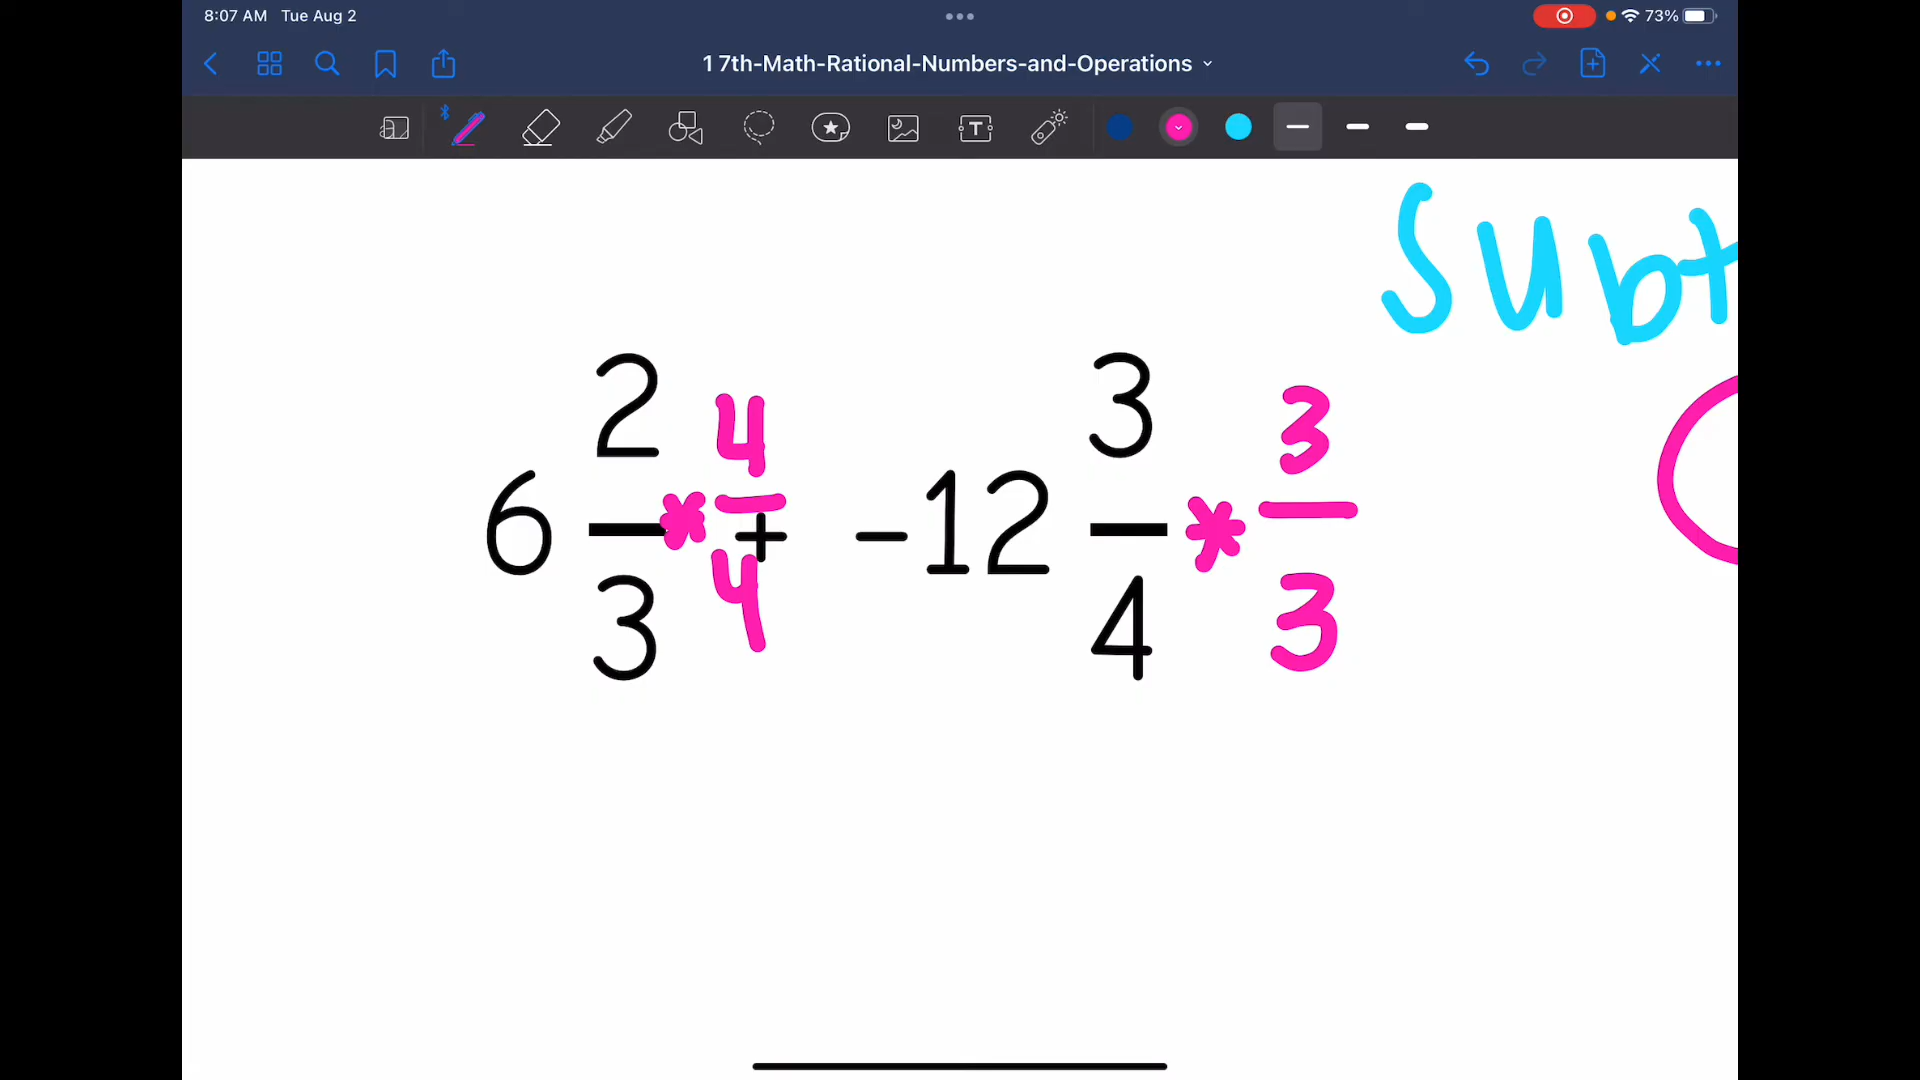 8:07 AM Tue Aug 2
73%
1 7th-Math-Rational-Numbers-and-Operations
Subt
6 2/3 * 4/4 + -12 3/4 * 3/3